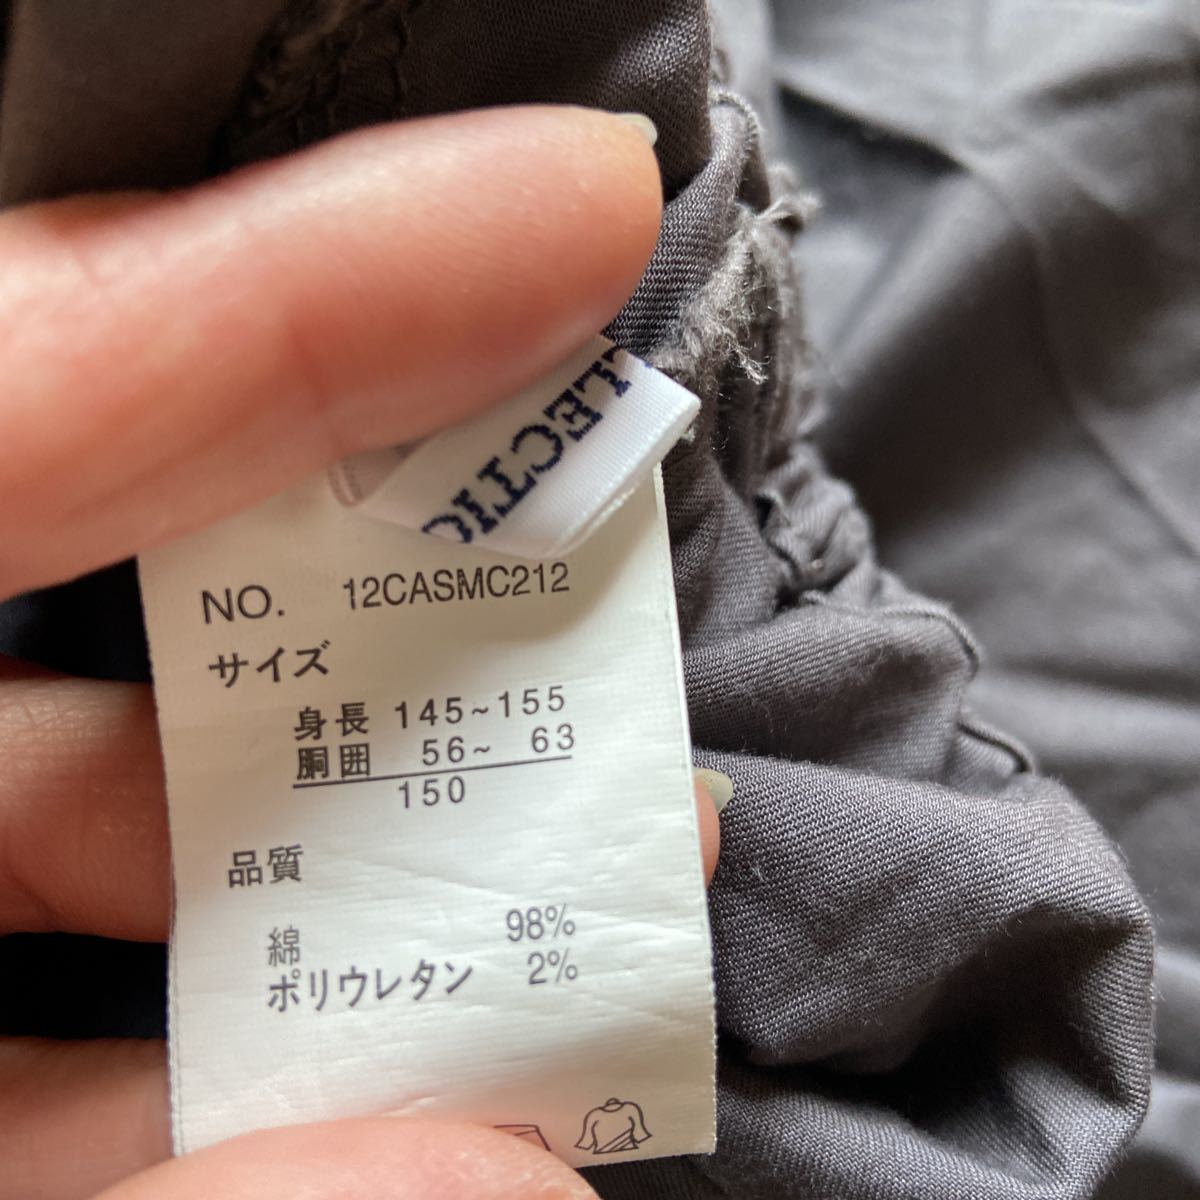 LECTIO
NO. 12CASMC212
サイズ
身長 145~155
胴囲 56~ 63
150
品質
綿 98%
ポリウレタン 2%